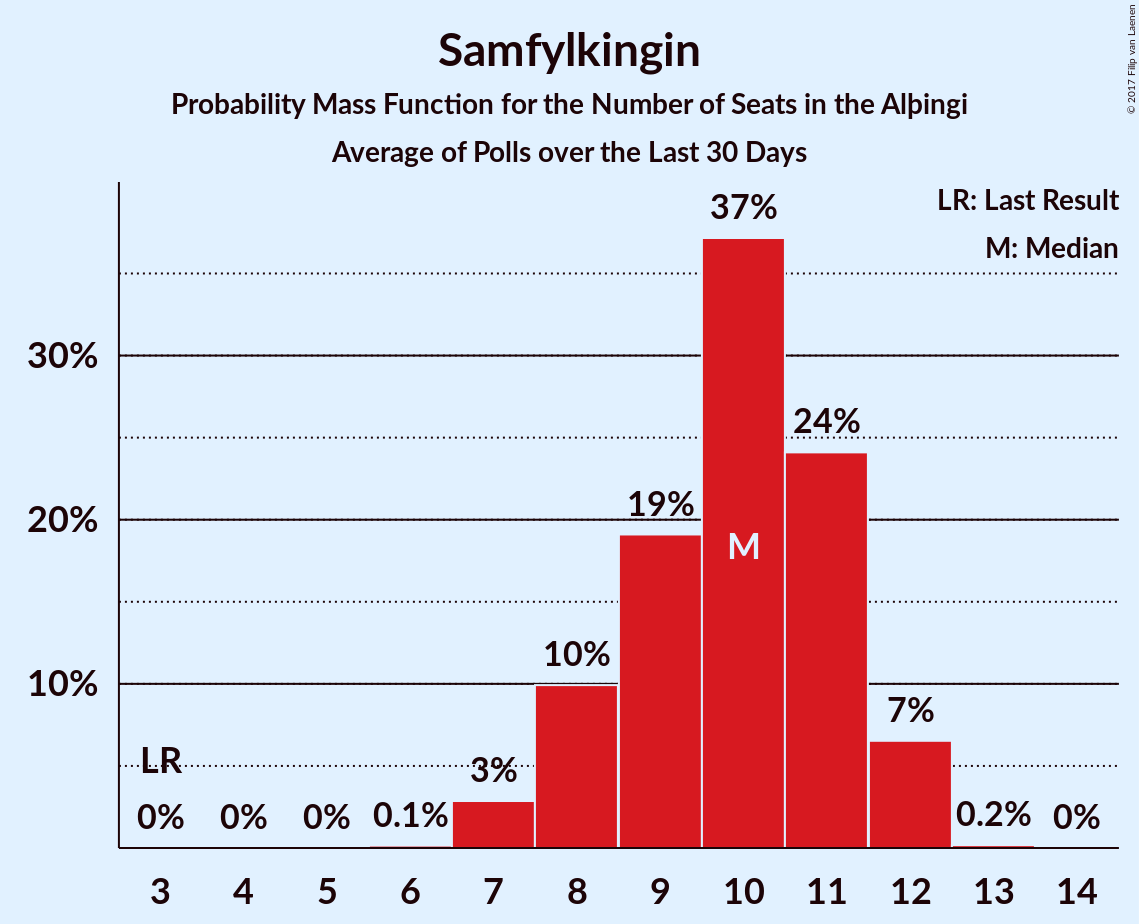 Samfylkingin
Probability Mass Function for the Number of Seats in the Alþingi
Average of Polls over the Last 30 Days
© 2017 Filip van Laenen
LR: Last Result
M: Median
37%
30%
24%
20%
19%
M
10%
10%
7%
LR
3%
0% 0% 0% 0.1% 0.2% 0%
3 4 5 6 7 8 9 10 11 12 13 14